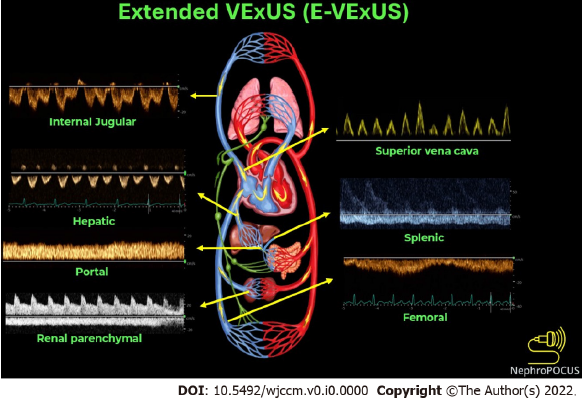 Extended VExUS (E-VExUS)
Internal Jugular
Superior vena cava
Hepatic
Splenic
Portal
Femoral
Renal parenchymal
NephroPOCUS
DOI: 10.5492/wjccm.v0.i0.0000 Copyright ©The Author(s) 2022.